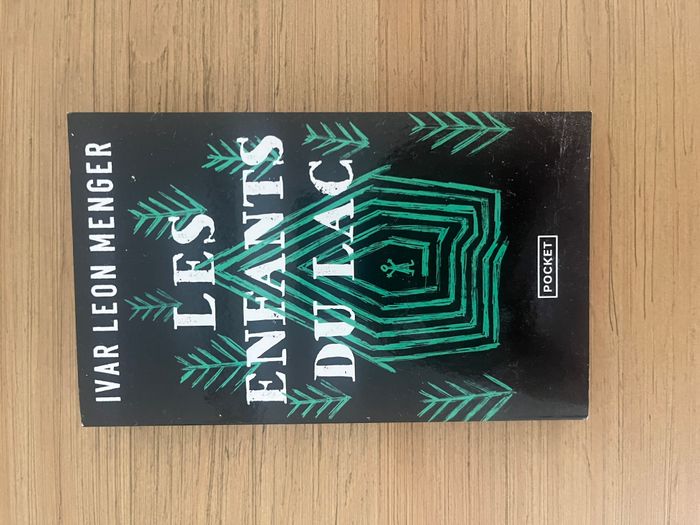 IVAR LEON MENGER
LES
ENFANTS
DU LAC
POCKET